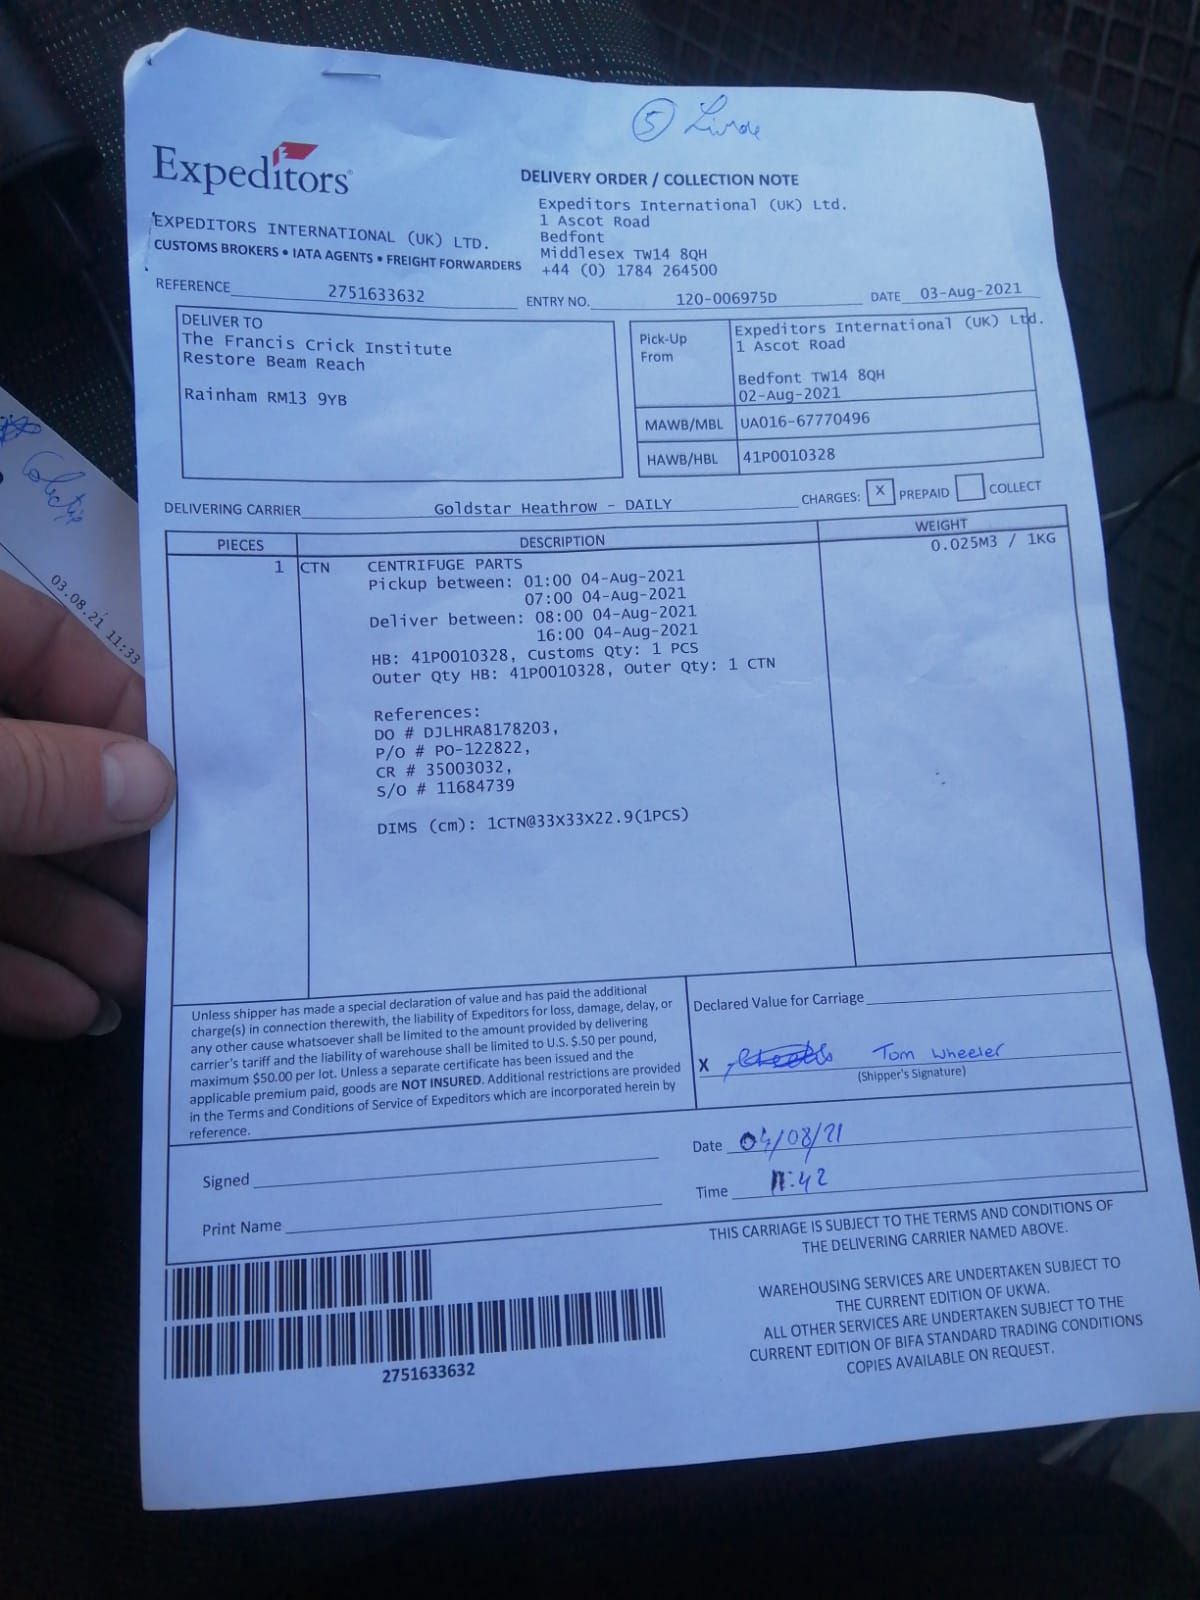 5
Expeditors
DELIVERY ORDER / COLLECTION NOTE
EXPEDITORS INTERNATIONAL (UK) LTD.
CUSTOMS BROKERS • IATA AGENTS • FREIGHT FORWARDERS
Expeditors International (UK) Ltd.
1 Ascot Road
Bedfont
Middlesex TW14 8QH
+44 (0) 1784 264500
REFERENCE 2751633632 ENTRY NO. 120-006975D DATE 03-Aug-2021
DELIVER TO
The Francis Crick Institute
Restore Beam Reach
Rainham RM13 9YB
Pick-Up From
Expeditors International (UK) Ltd.
1 Ascot Road
Bedfont TW14 8QH
02-Aug-2021
MAWB/MBL UA016-67770496
HAWB/HBL 41P0010328
DELIVERING CARRIER Goldstar Heathrow - DAILY CHARGES: X PREPAID COLLECT
PIECES DESCRIPTION WEIGHT
1 CTN CENTRIFUGE PARTS 0.025M3 / 1KG
Pickup between: 01:00 04-Aug-2021
07:00 04-Aug-2021
Deliver between: 08:00 04-Aug-2021
16:00 04-Aug-2021
HB: 41P0010328, Customs Qty: 1 PCS
Outer Qty HB: 41P0010328, Outer Qty: 1 CTN
References:
DO # DJLHRA8178203,
P/O # PO-122822,
CR # 35003032,
S/O # 11684739
DIMS (cm): 1CTN@33X33X22.9(1PCS)
Unless shipper has made a special declaration of value and has paid the additional
charge(s) in connection therewith, the liability of Expeditors for loss, damage, delay, or
any other cause whatsoever shall be limited to the amount provided by delivering
carrier's tariff and the liability of warehouse shall be limited to U.S. $.50 per pound,
maximum $50.00 per lot. Unless a separate certificate has been issued and the
applicable premium paid, goods are NOT INSURED. Additional restrictions are provided
in the Terms and Conditions of Service of Expeditors which are incorporated herein by
reference.
Declared Value for Carriage
X Tom Wheeler
(Shipper's Signature)
Signed
Print Name
Date 04/08/21
Time 11:42
THIS CARRIAGE IS SUBJECT TO THE TERMS AND CONDITIONS OF
THE DELIVERING CARRIER NAMED ABOVE.
WAREHOUSING SERVICES ARE UNDERTAKEN SUBJECT TO
THE CURRENT EDITION OF UKWA.
ALL OTHER SERVICES ARE UNDERTAKEN SUBJECT TO THE
CURRENT EDITION OF BIFA STANDARD TRADING CONDITIONS
COPIES AVAILABLE ON REQUEST.
2751633632
03.08.21 11:33